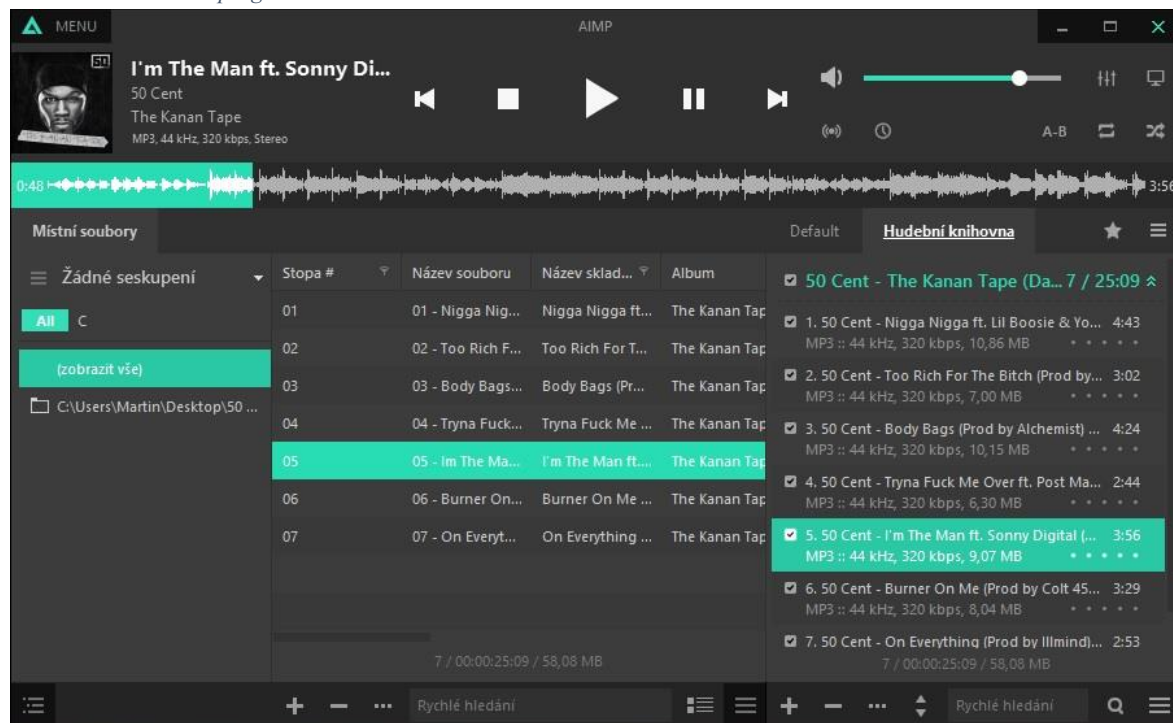 MENU
AIMP
50
I'm The Man ft. Sonny Di...
50 Cent
The Kanan Tape
MP3, 44 kHz, 320 kbps, Stereo
A-B
0:48
3:56
Místní soubory
Default
Hudební knihovna
Žádné seskupení
All C
(zobrazit vše)
C:\Users\Martin\Desktop\50 ...
Stopa # Název souboru Název sklad... Album
01 01 - Nigga Nig... Nigga Nigga ft... The Kanan Tap
02 02 - Too Rich F... Too Rich For T... The Kanan Tap
03 03 - Body Bags... Body Bags (Pr... The Kanan Tap
04 04 - Tryna Fuck... Tryna Fuck Me ... The Kanan Tap
05 05 - Im The Ma... I'm The Man ft.... The Kanan Tap
06 06 - Burner On... Burner On Me ... The Kanan Tap
07 07 - On Everyt... On Everything ... The Kanan Tap
7 / 00:00:25:09 / 58,08 MB
Rychlé hledání
50 Cent - The Kanan Tape (Da... 7 / 25:09
1. 50 Cent - Nigga Nigga ft. Lil Boosie & Yo... 4:43
MP3 :: 44 kHz, 320 kbps, 10,86 MB
2. 50 Cent - Too Rich For The Bitch (Prod by... 3:02
MP3 :: 44 kHz, 320 kbps, 7,00 MB
3. 50 Cent - Body Bags (Prod by Alchemist) ... 4:24
MP3 :: 44 kHz, 320 kbps, 10,15 MB
4. 50 Cent - Tryna Fuck Me Over ft. Post Ma... 2:44
MP3 :: 44 kHz, 320 kbps, 6,30 MB
5. 50 Cent - I'm The Man ft. Sonny Digital (... 3:56
MP3 :: 44 kHz, 320 kbps, 9,07 MB
6. 50 Cent - Burner On Me (Prod by Colt 45... 3:29
MP3 :: 44 kHz, 320 kbps, 8,04 MB
7. 50 Cent - On Everything (Prod by Illmind)... 2:53
7 / 00:00:25:09 / 58,08 MB
Rychlé hledání